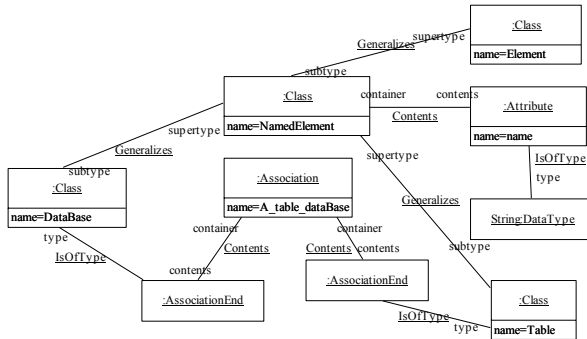 :Class
Generalizes
supertype
name=Element
subtype
:Class
container
contents
:Attribute
Contents
name=NamedElement
name=name
supertype
supertype
Generalizes
IsOfType
type
subtype
:Class
:Association
Generalizes
String:DataType
name=DataBase
name=A_table_dataBase
type
container
container
Contents
Contents
contents
subtype
IsOfType
contents
:AssociationEnd
:AssociationEnd
:Class
IsOfType
type
name=Table